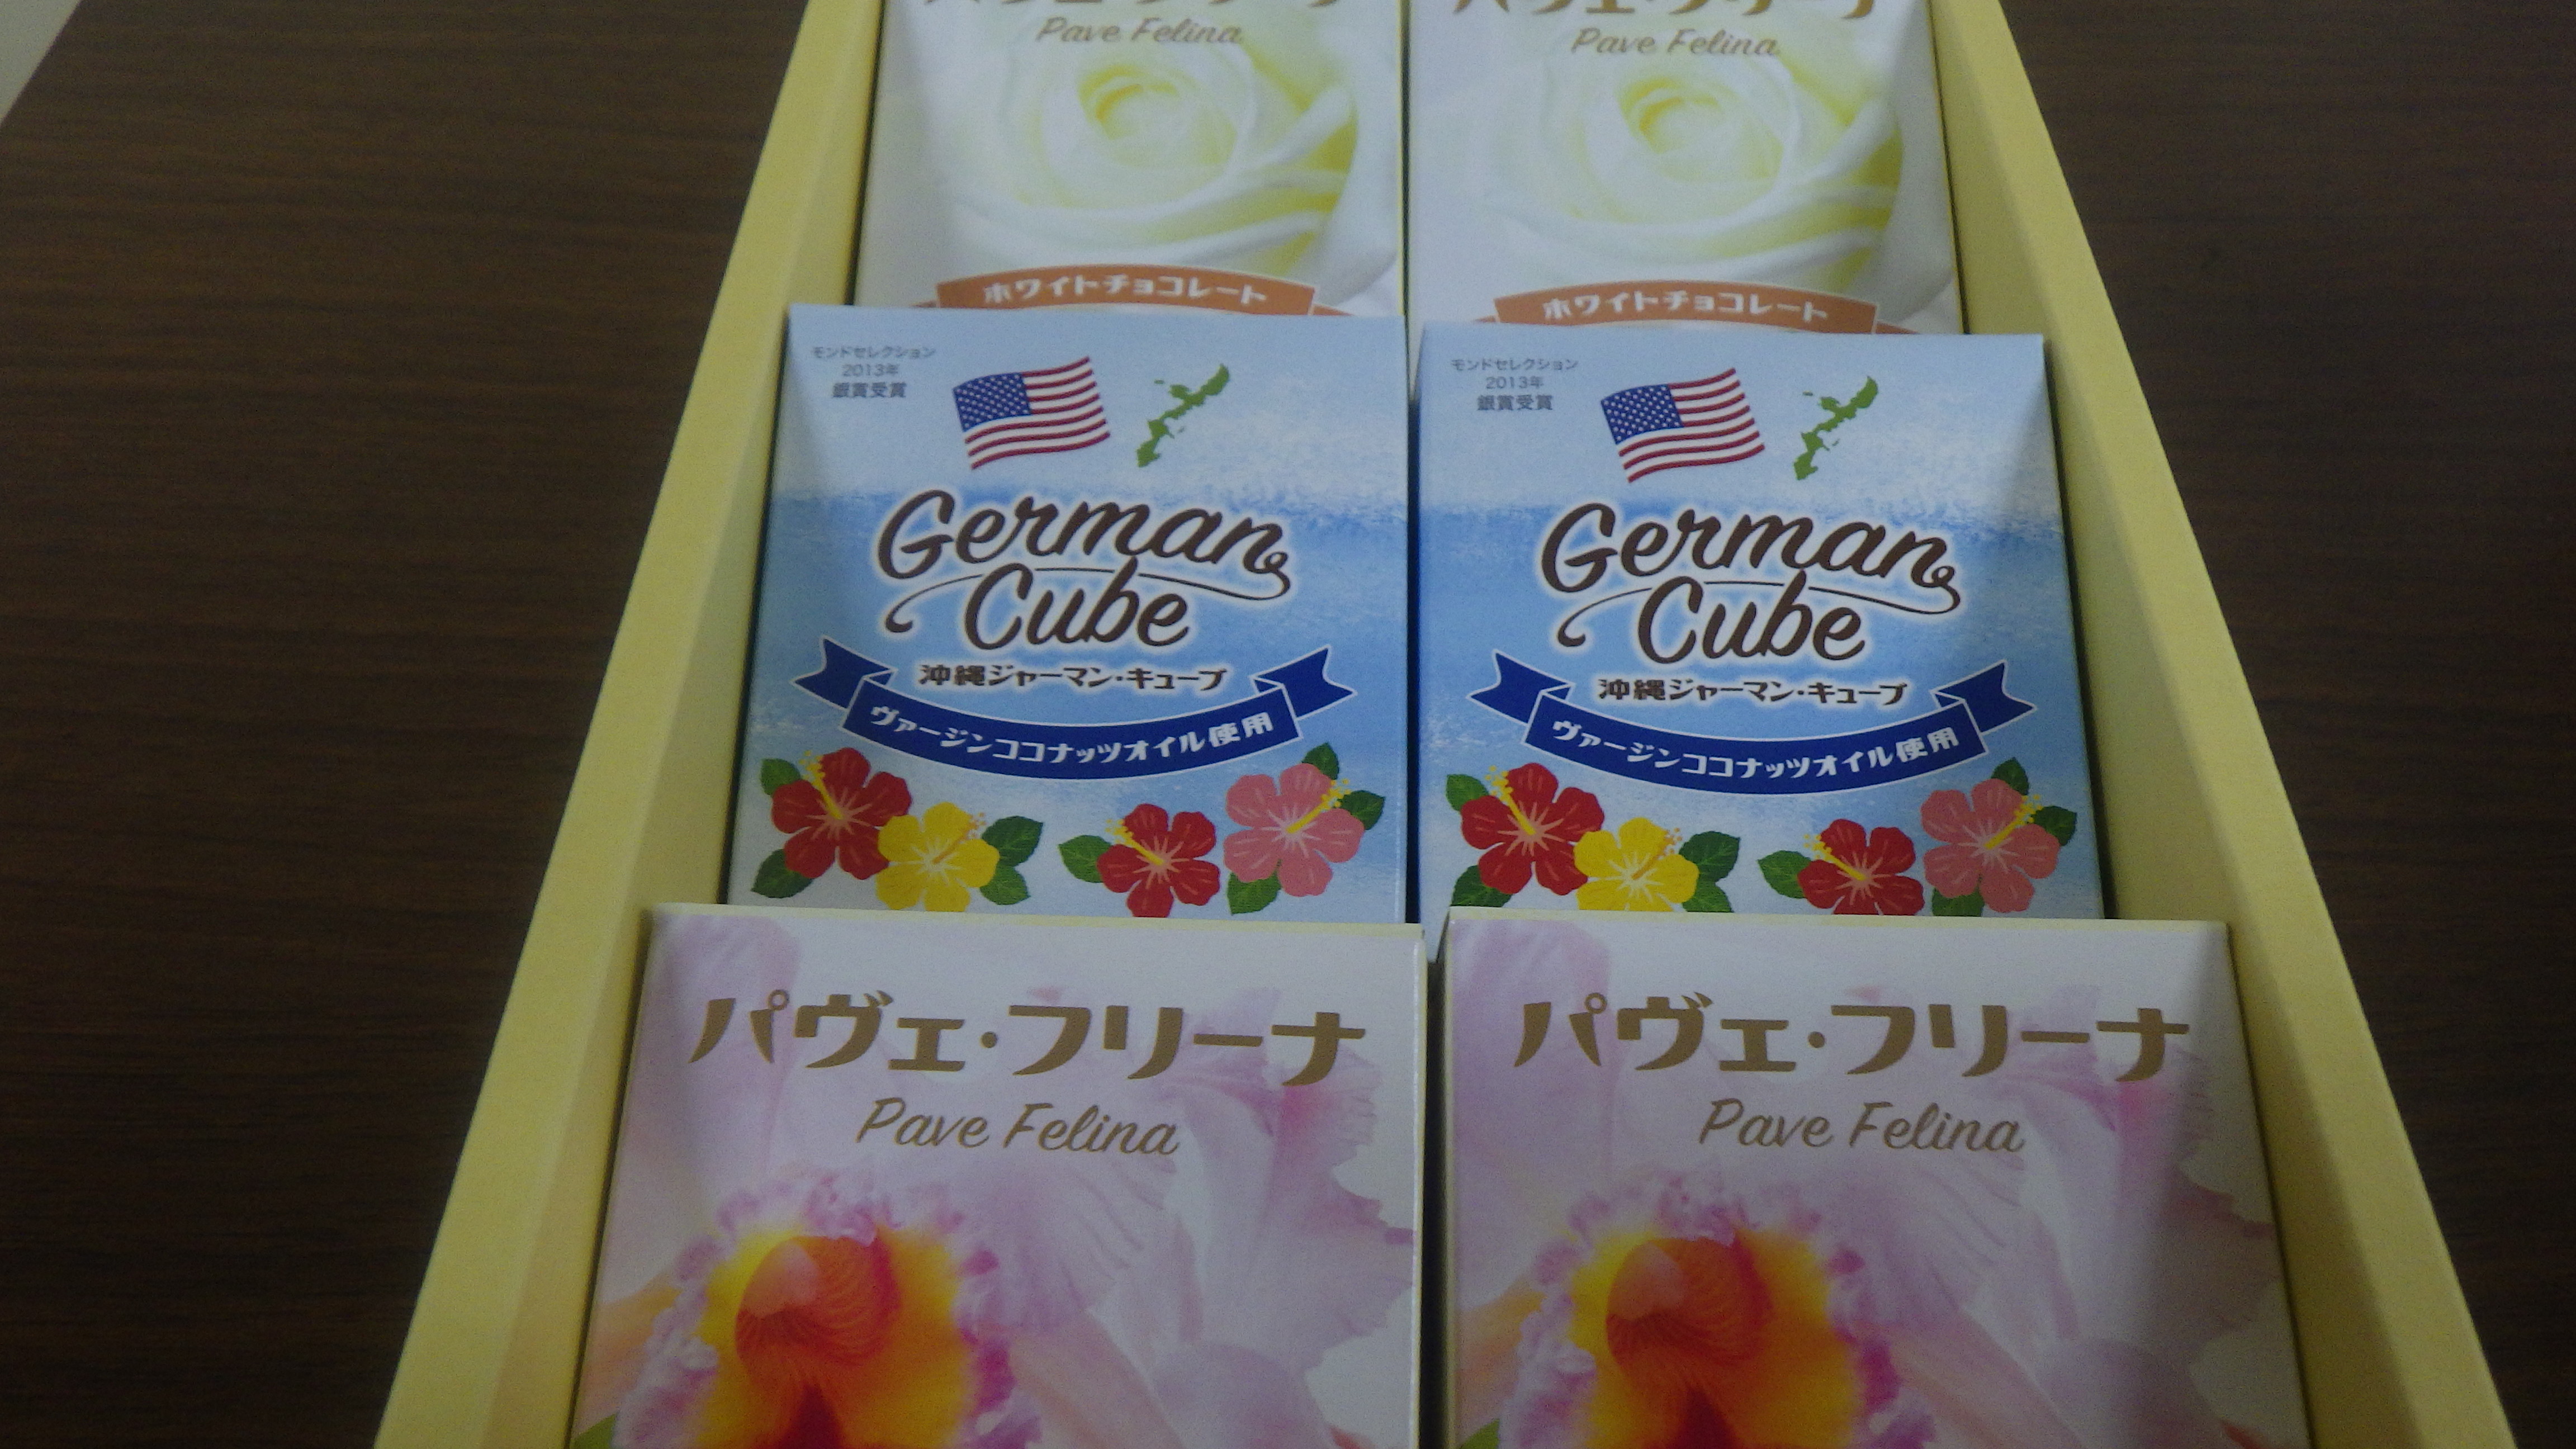 Pave Felina
Pave Felina
ホワイトチョコレート
ホワイトチョコレート
モンドセレクション
2013年
銀賞受賞
German
Cube
沖縄ジャーマン・キューブ
ヴァージンココナッツオイル使用
モンドセレクション
2013年
銀賞受賞
German
Cube
沖縄ジャーマン・キューブ
ヴァージンココナッツオイル使用
パヴェ・フリーナ
Pave Felina
パヴェ・フリーナ
Pave Felina